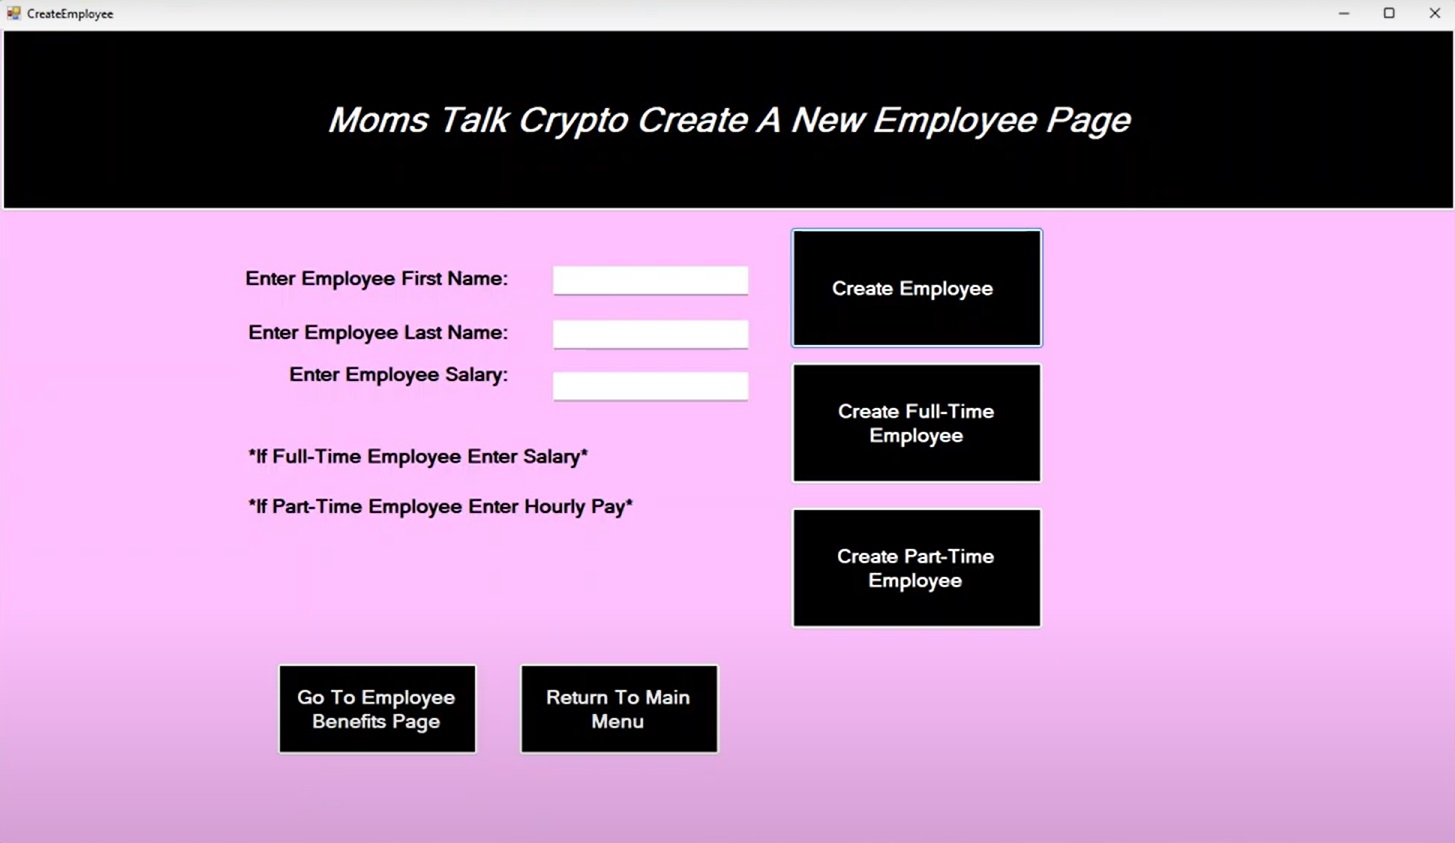 CreateEmployee
Moms Talk Crypto Create A New Employee Page
Enter Employee First Name:
Enter Employee Last Name:
Enter Employee Salary:
*If Full-Time Employee Enter Salary*
*If Part-Time Employee Enter Hourly Pay*
Create Employee
Create Full-Time
Employee
Create Part-Time
Employee
Go To Employee
Benefits Page
Return To Main
Menu